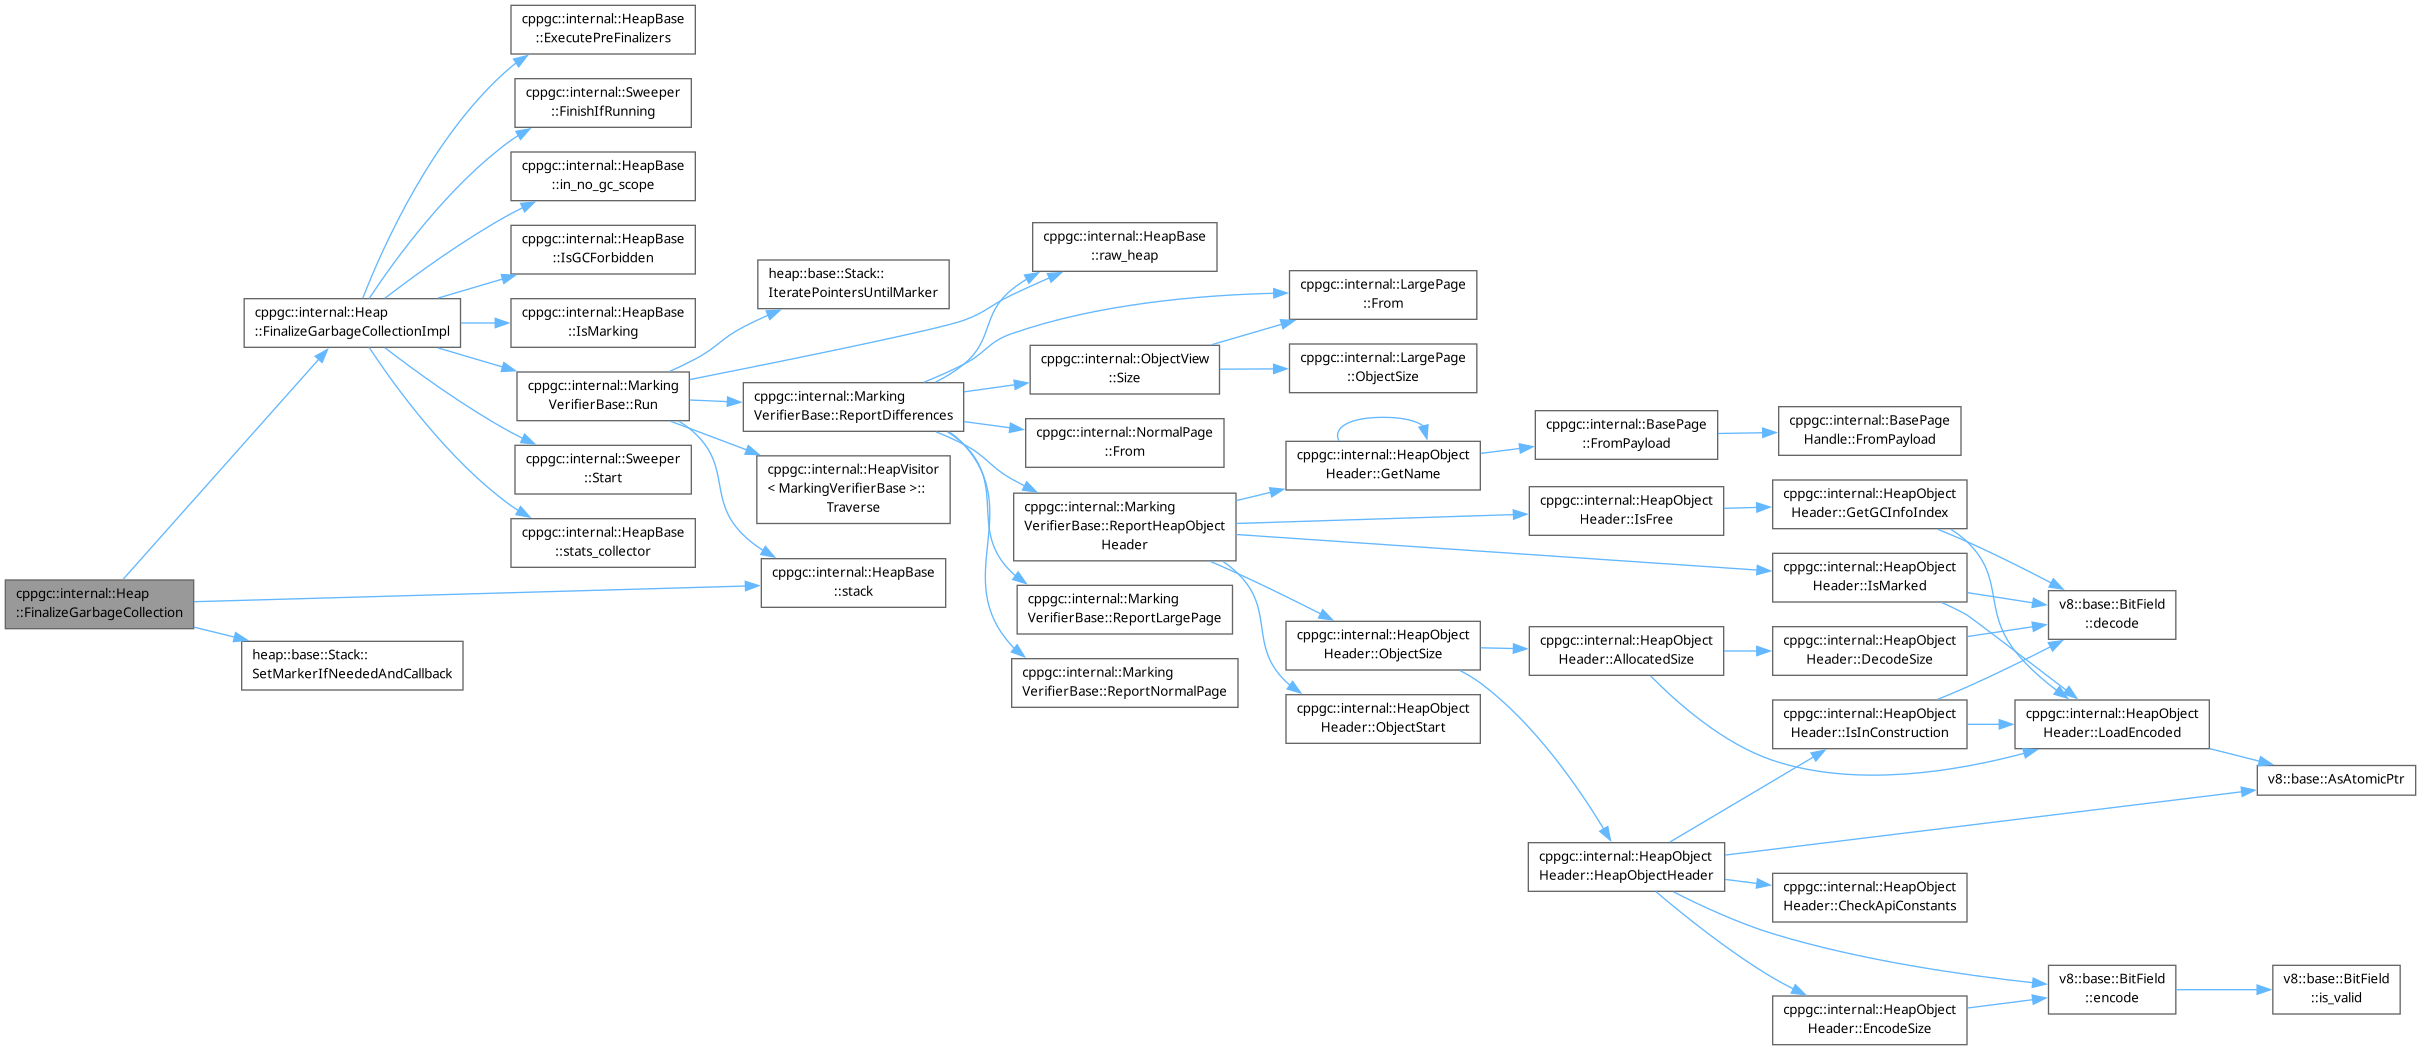 cppgc::internal::Heap
::FinalizeGarbageCollection
cppgc::internal::Heap
::FinalizeGarbageCollectionImpl
heap::base::Stack::
SetMarkerIfNeededAndCallback
cppgc::internal::HeapBase
::ExecutePreFinalizers
cppgc::internal::Sweeper
::FinishIfRunning
cppgc::internal::HeapBase
::in_no_gc_scope
cppgc::internal::HeapBase
::IsGCForbidden
cppgc::internal::HeapBase
::IsMarking
cppgc::internal::Marking
VerifierBase::Run
cppgc::internal::Sweeper
::Start
cppgc::internal::HeapBase
::stats_collector
heap::base::Stack::
IteratePointersUntilMarker
cppgc::internal::Marking
VerifierBase::ReportDifferences
cppgc::internal::HeapVisitor
< MarkingVerifierBase >::
Traverse
cppgc::internal::HeapBase
::stack
cppgc::internal::HeapBase
::raw_heap
cppgc::internal::ObjectView
::Size
cppgc::internal::NormalPage
::From
cppgc::internal::Marking
VerifierBase::ReportHeapObject
Header
cppgc::internal::Marking
VerifierBase::ReportLargePage
cppgc::internal::Marking
VerifierBase::ReportNormalPage
cppgc::internal::LargePage
::From
cppgc::internal::LargePage
::ObjectSize
cppgc::internal::HeapObject
Header::GetName
cppgc::internal::HeapObject
Header::ObjectSize
cppgc::internal::HeapObject
Header::ObjectStart
cppgc::internal::BasePage
::FromPayload
cppgc::internal::HeapObject
Header::IsFree
cppgc::internal::HeapObject
Header::AllocatedSize
cppgc::internal::HeapObject
Header::HeapObjectHeader
cppgc::internal::BasePage
Handle::FromPayload
cppgc::internal::HeapObject
Header::GetGCInfoIndex
cppgc::internal::HeapObject
Header::IsMarked
cppgc::internal::HeapObject
Header::DecodeSize
cppgc::internal::HeapObject
Header::IsInConstruction
cppgc::internal::HeapObject
Header::CheckApiConstants
cppgc::internal::HeapObject
Header::EncodeSize
v8::base::BitField
::decode
cppgc::internal::HeapObject
Header::LoadEncoded
v8::base::BitField
::encode
v8::base::AsAtomicPtr
v8::base::BitField
::is_valid